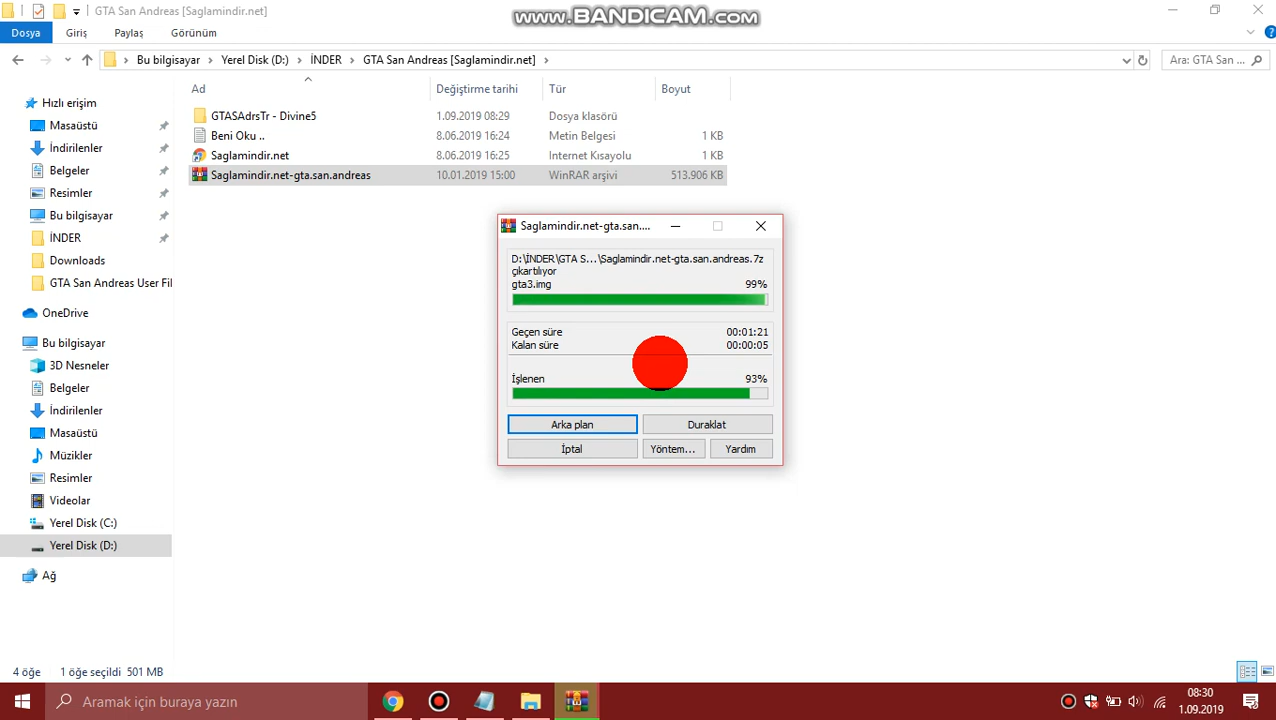 GTA San Andreas [Saglamindir.net]
www.BANDICAM.com
Dosya
Giriş
Paylaş
Görünüm
Bu bilgisayar
Yerel Disk (D:)
İNDER
GTA San Andreas [Saglamindir.net]
Ara: GTA San ...
Ad
Değiştirme tarihi
Tür
Boyut
GTASAdrsTr - Divine5
1.09.2019 08:29
Dosya klasörü
Beni Oku ..
8.06.2019 16:24
Metin Belgesi
1 KB
Saglamindir.net
8.06.2019 16:25
Internet Kısayolu
1 KB
Saglamindir.net-gta.san.andreas
10.01.2019 15:00
WinRAR arşivi
513.906 KB
Hızlı erişim
Masaüstü
İndirilenler
Belgeler
Resimler
Bu bilgisayar
İNDER
Downloads
GTA San Andreas User Fil
OneDrive
Bu bilgisayar
3D Nesneler
Belgeler
İndirilenler
Masaüstü
Müzikler
Resimler
Videolar
Yerel Disk (C:)
Yerel Disk (D:)
Ağ
Saglamindir.net-gta.san....
D:\İNDER\GTA S...\Saglamindir.net-gta.san.andreas.7z
çıkartılıyor
gta3.img
99%
Geçen süre
00:01:21
Kalan süre
00:00:05
İşlenen
93%
Arka plan
Duraklat
İptal
Yöntem...
Yardım
4 öğe
1 öğe seçildi 501 MB
Aramak için buraya yazın
08:30
1.09.2019